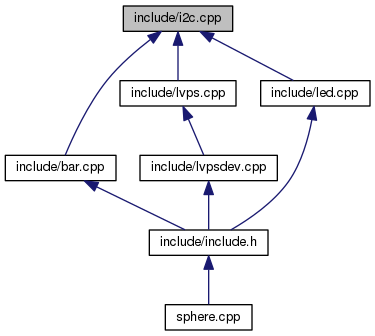 include/i2c.cpp
include/lvps.cpp
include/led.cpp
include/bar.cpp
include/lvpsdev.cpp
include/include.h
sphere.cpp